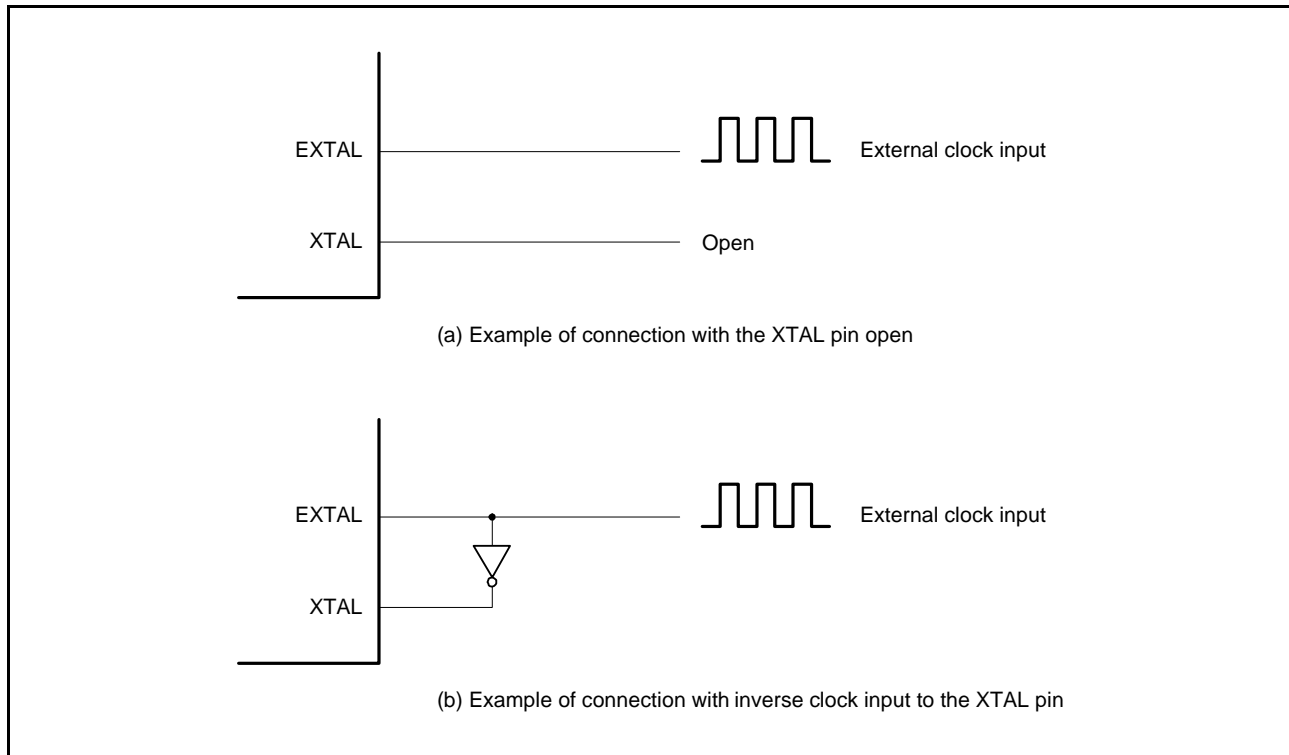 EXTAL
External clock input
XTAL
Open
(a) Example of connection with the XTAL pin open
EXTAL
External clock input
XTAL
(b) Example of connection with inverse clock input to the XTAL pin